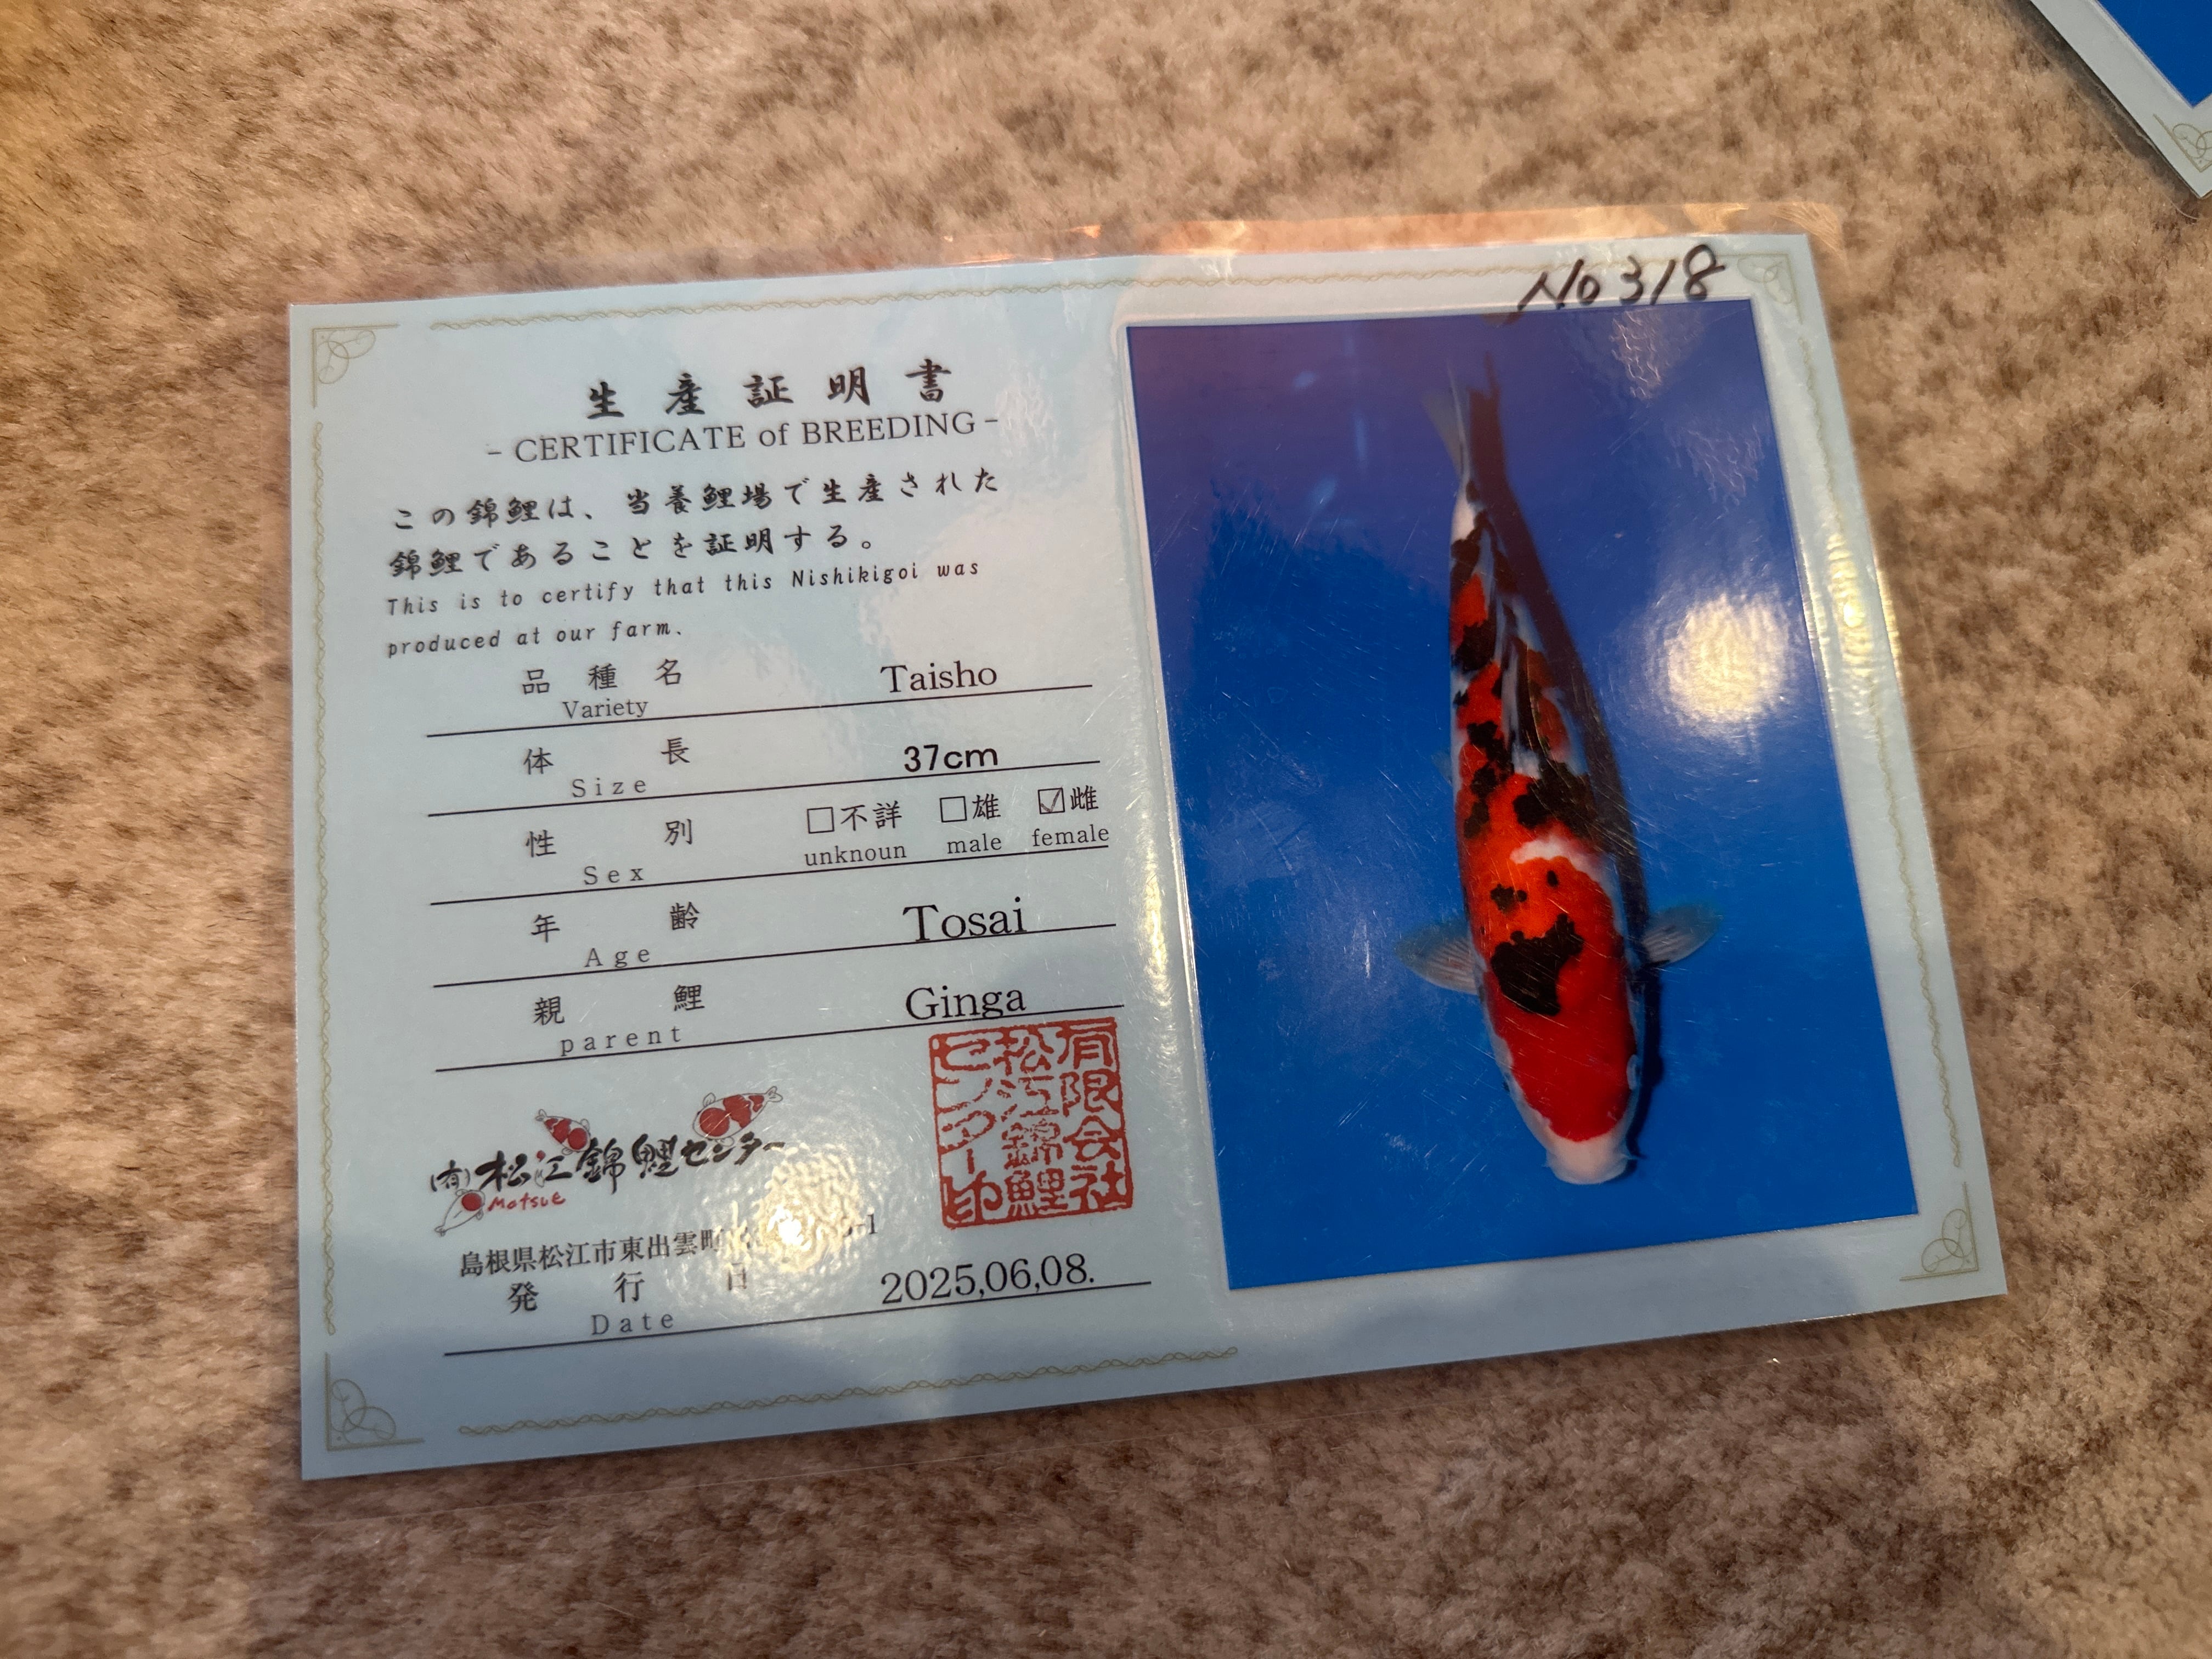 No 318
生産証明書
- CERTIFICATE of BREEDING -
この錦鯉は、当養鯉場で生産された
錦鯉であることを証明する。
This is to certify that this Nishikigoi was
produced at our farm.
品種名 Taisho
Variety
体長 37cm
Size
性別 □不詳 □雄 ☑雌
Sex unknoun male female
年齢 Tosai
Age
親鯉 Ginga
parent
(有)松江錦鯉センター
Matsue
有限会社
松江錦鯉
センター印
島根県松江市東出雲町 -1
発行日 2025,06,08.
Date